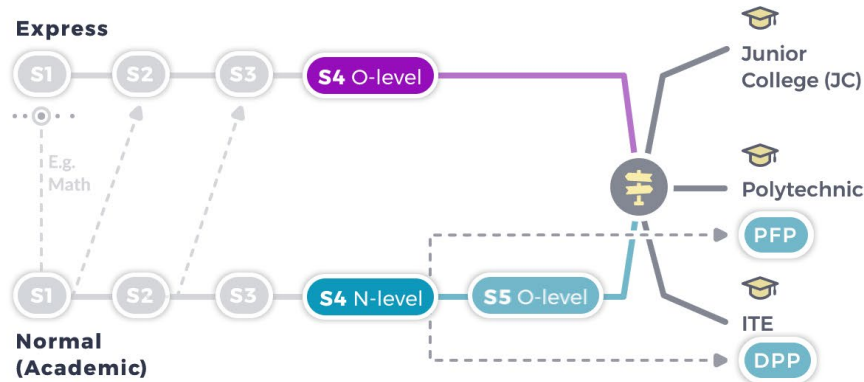 Express
S1
S2
S3
S4 O-level
Junior
College (JC)
E.g.
Math
Polytechnic
PFP
S1
S2
S3
S4 N-level
S5 O-level
ITE
DPP
Normal
(Academic)